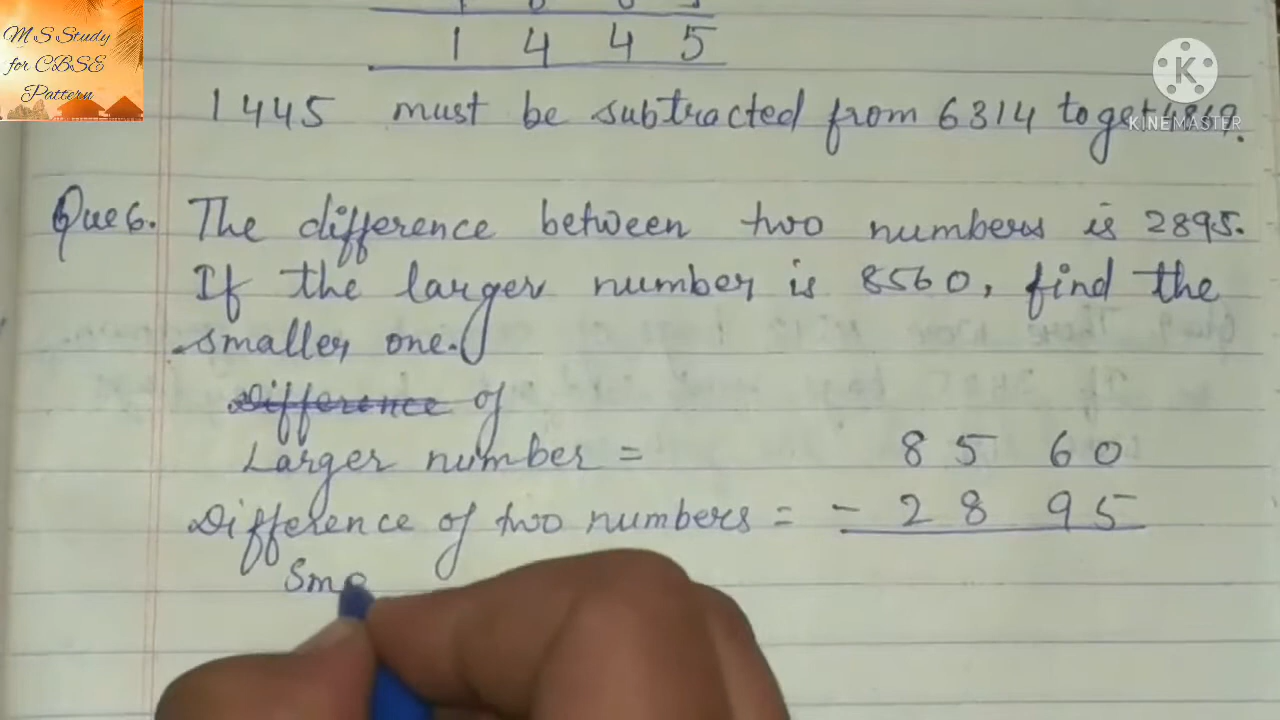 M S Study
for CBSE
Pattern
1 4 4 5
KINEMASTER
1445 must be subtracted from 6314 to get 4869.
Que 6. The difference between two numbers is 2895.
If the larger number is 8560, find the
smaller one.
Difference of
Larger number = 8 5 6 0
Difference of two numbers = - 2 8 9 5
Sma